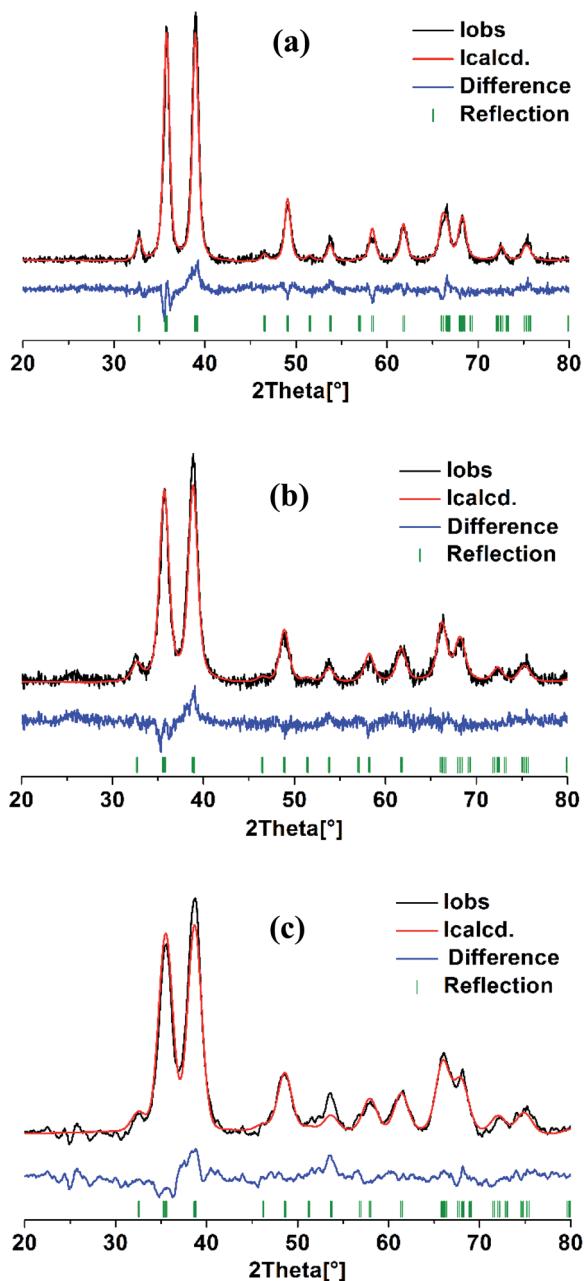 (a)
Iobs
Icalcd.
Difference
Reflection
20 30 40 50 60 70 80
2Theta[°]
(b)
Iobs
Icalcd.
Difference
Reflection
20 30 40 50 60 70 80
2Theta[°]
(c)
Iobs
Icalcd.
Difference
Reflection
20 30 40 50 60 70 80
2Theta[°]